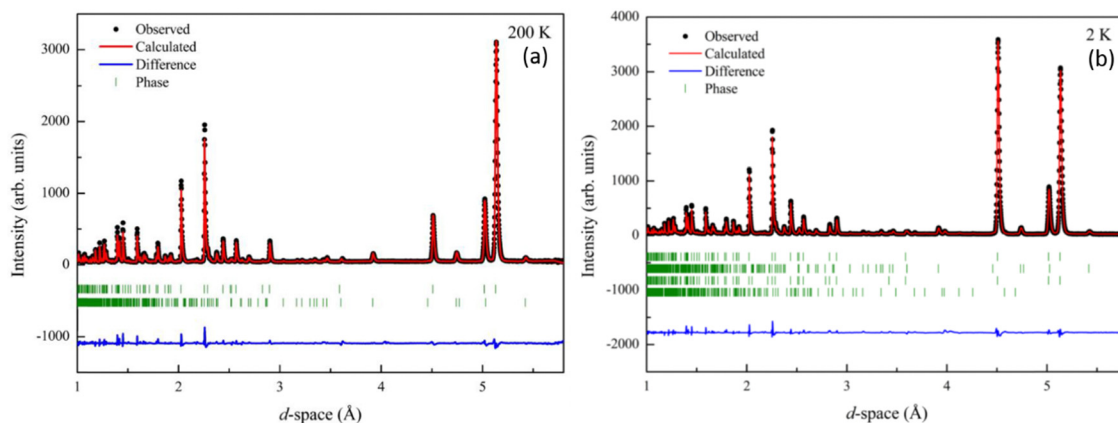 Observed
Calculated
Difference
Phase
200 K
(a)
3000
2000
1000
0
-1000
Intensity (arb. units)
1 2 3 4 5
d-space (Å)
Observed
Calculated
Difference
Phase
2 K
(b)
4000
3000
2000
1000
0
-1000
-2000
Intensity (arb. units)
1 2 3 4 5
d-space (Å)